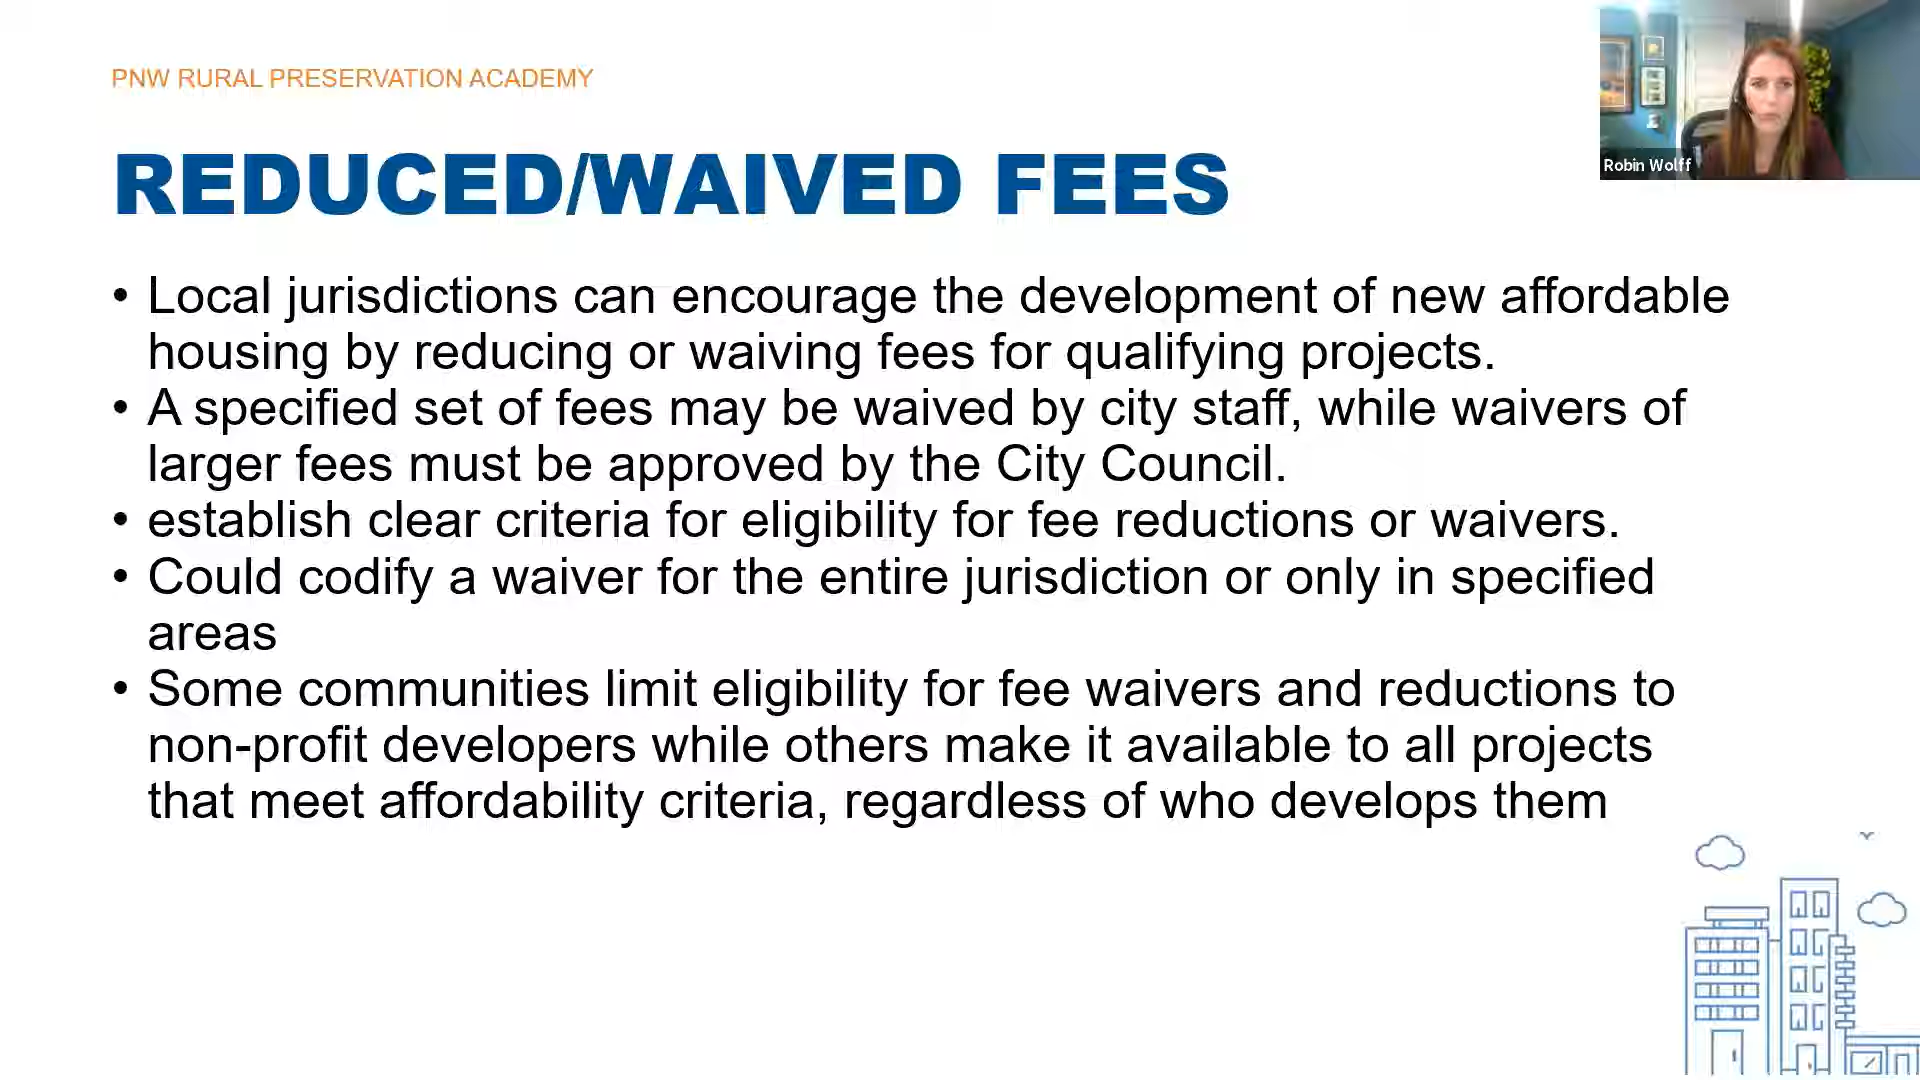 PNW RURAL PRESERVATION ACADEMY
Robin Wolff
REDUCED/WAIVED FEES
• Local jurisdictions can encourage the development of new affordable
housing by reducing or waiving fees for qualifying projects.
• A specified set of fees may be waived by city staff, while waivers of
larger fees must be approved by the City Council.
• establish clear criteria for eligibility for fee reductions or waivers.
• Could codify a waiver for the entire jurisdiction or only in specified
areas
• Some communities limit eligibility for fee waivers and reductions to
non-profit developers while others make it available to all projects
that meet affordability criteria, regardless of who develops them